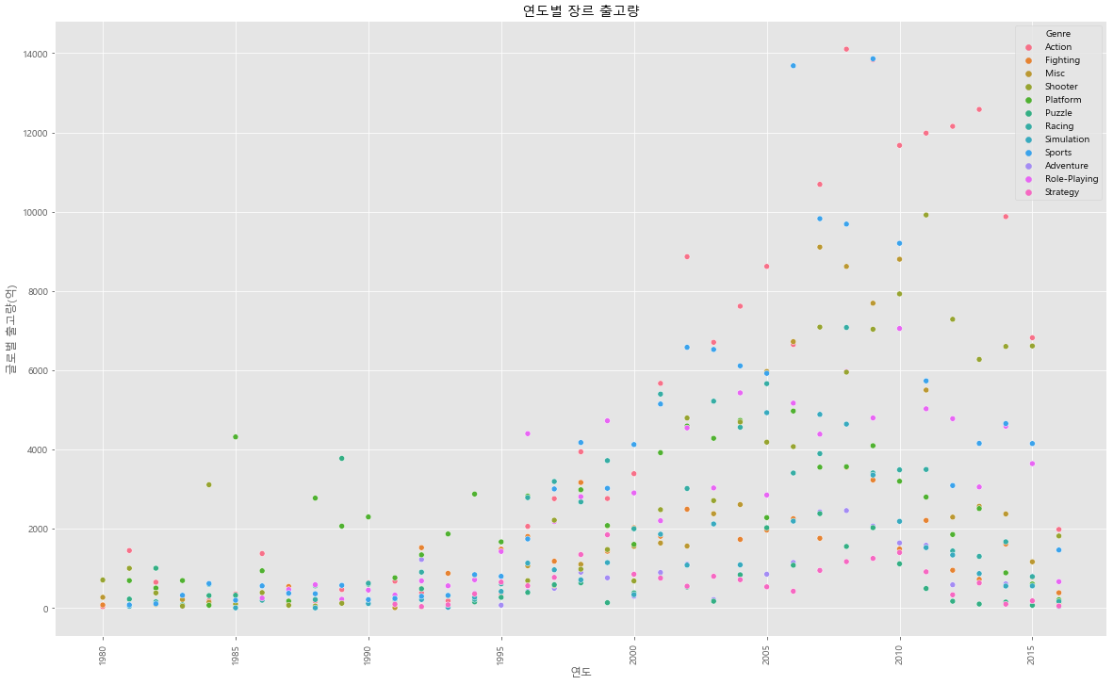 연도별 장르 출고량
Genre
Action
Fighting
Misc
Shooter
Platform
Puzzle
Racing
Simulation
Sports
Adventure
Role-Playing
Strategy
글로벌 출고량(억)
14000
12000
10000
8000
6000
4000
2000
0
1980
1985
1990
1995
2000
2005
2010
2015
연도